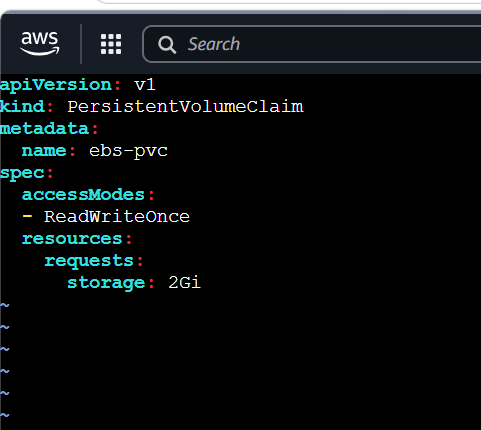 aws
Search
apiVersion: v1
kind: PersistentVolumeClaim
metadata:
  name: ebs-pvc
spec:
  accessModes:
  - ReadWriteOnce
  resources:
    requests:
      storage: 2Gi
~
~
~
~
~
~